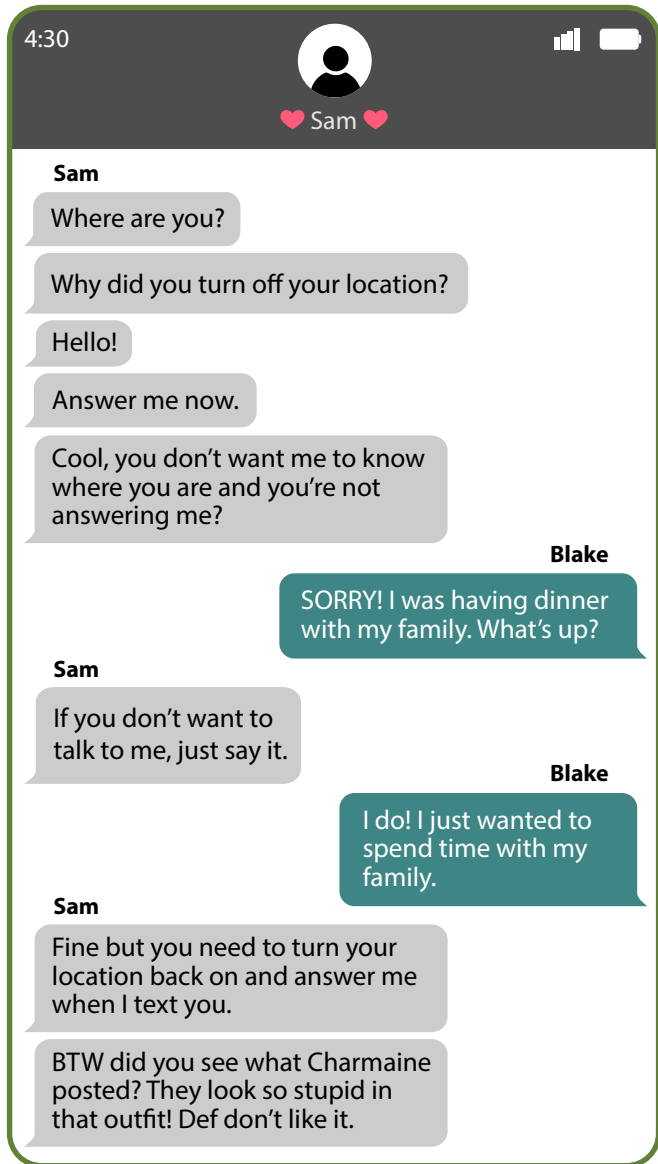 4:30
Sam
Sam
Where are you?
Why did you turn off your location?
Hello!
Answer me now.
Cool, you don’t want me to know
where you are and you’re not
answering me?
Blake
SORRY! I was having dinner
with my family. What’s up?
Sam
If you don’t want to
talk to me, just say it.
Blake
I do! I just wanted to
spend time with my
family.
Sam
Fine but you need to turn your
location back on and answer me
when I text you.
BTW did you see what Charmaine
posted? They look so stupid in
that outfit! Def don’t like it.